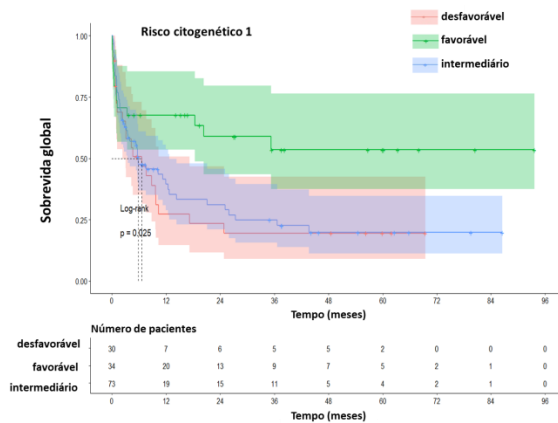 Risco citogenético 1
desfavorável
favorável
intermediário
Sobrevida global
1.00
0.75
0.50
0.25
0.00
Log-rank
p = 0.025
0 12 24 36 48 60 72 84 96
Tempo (meses)
Número de pacientes
desfavorável 30 7 6 5 5 2 0 0 0
favorável 34 20 13 9 7 5 2 1 0
intermediário 73 19 15 11 5 4 2 1 0
0 12 24 36 48 60 72 84 96
Tempo (meses)